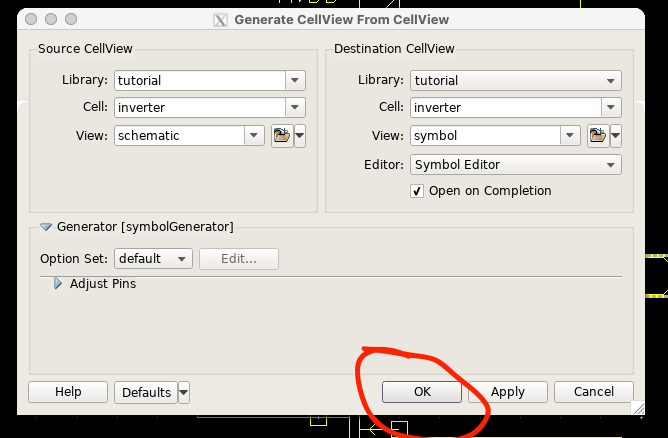 Generate CellView From CellView
Source CellView
Library: tutorial
Cell: inverter
View: schematic
Destination CellView
Library: tutorial
Cell: inverter
View: symbol
Editor: Symbol Editor
Open on Completion
Generator [symbolGenerator]
Option Set: default Edit...
Adjust Pins
Help Defaults OK Apply Cancel